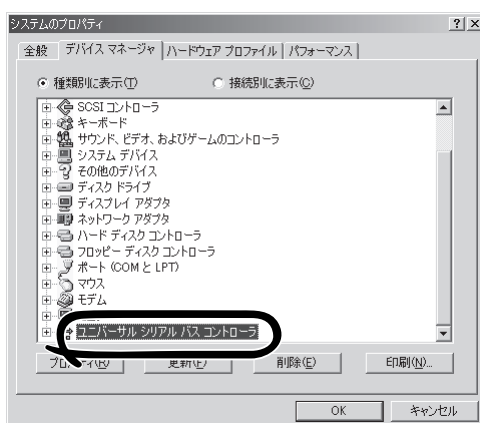 システムのプロパティ
全般 デバイス マネージャ ハードウェア プロファイル パフォーマンス
種類別に表示(T) 接続別に表示(C)
SCSI コントローラ
キーボード
サウンド、ビデオ、およびゲームのコントローラ
システム デバイス
その他のデバイス
ディスク ドライブ
ディスプレイ アダプタ
ネットワーク アダプタ
ハード ディスク コントローラ
フロッピー ディスク コントローラ
ポート (COM と LPT)
マウス
モデム
ユニバーサル シリアル バス コントローラ
プロパティ(R) 更新(F) 削除(E) 印刷(N)...
OK キャンセル